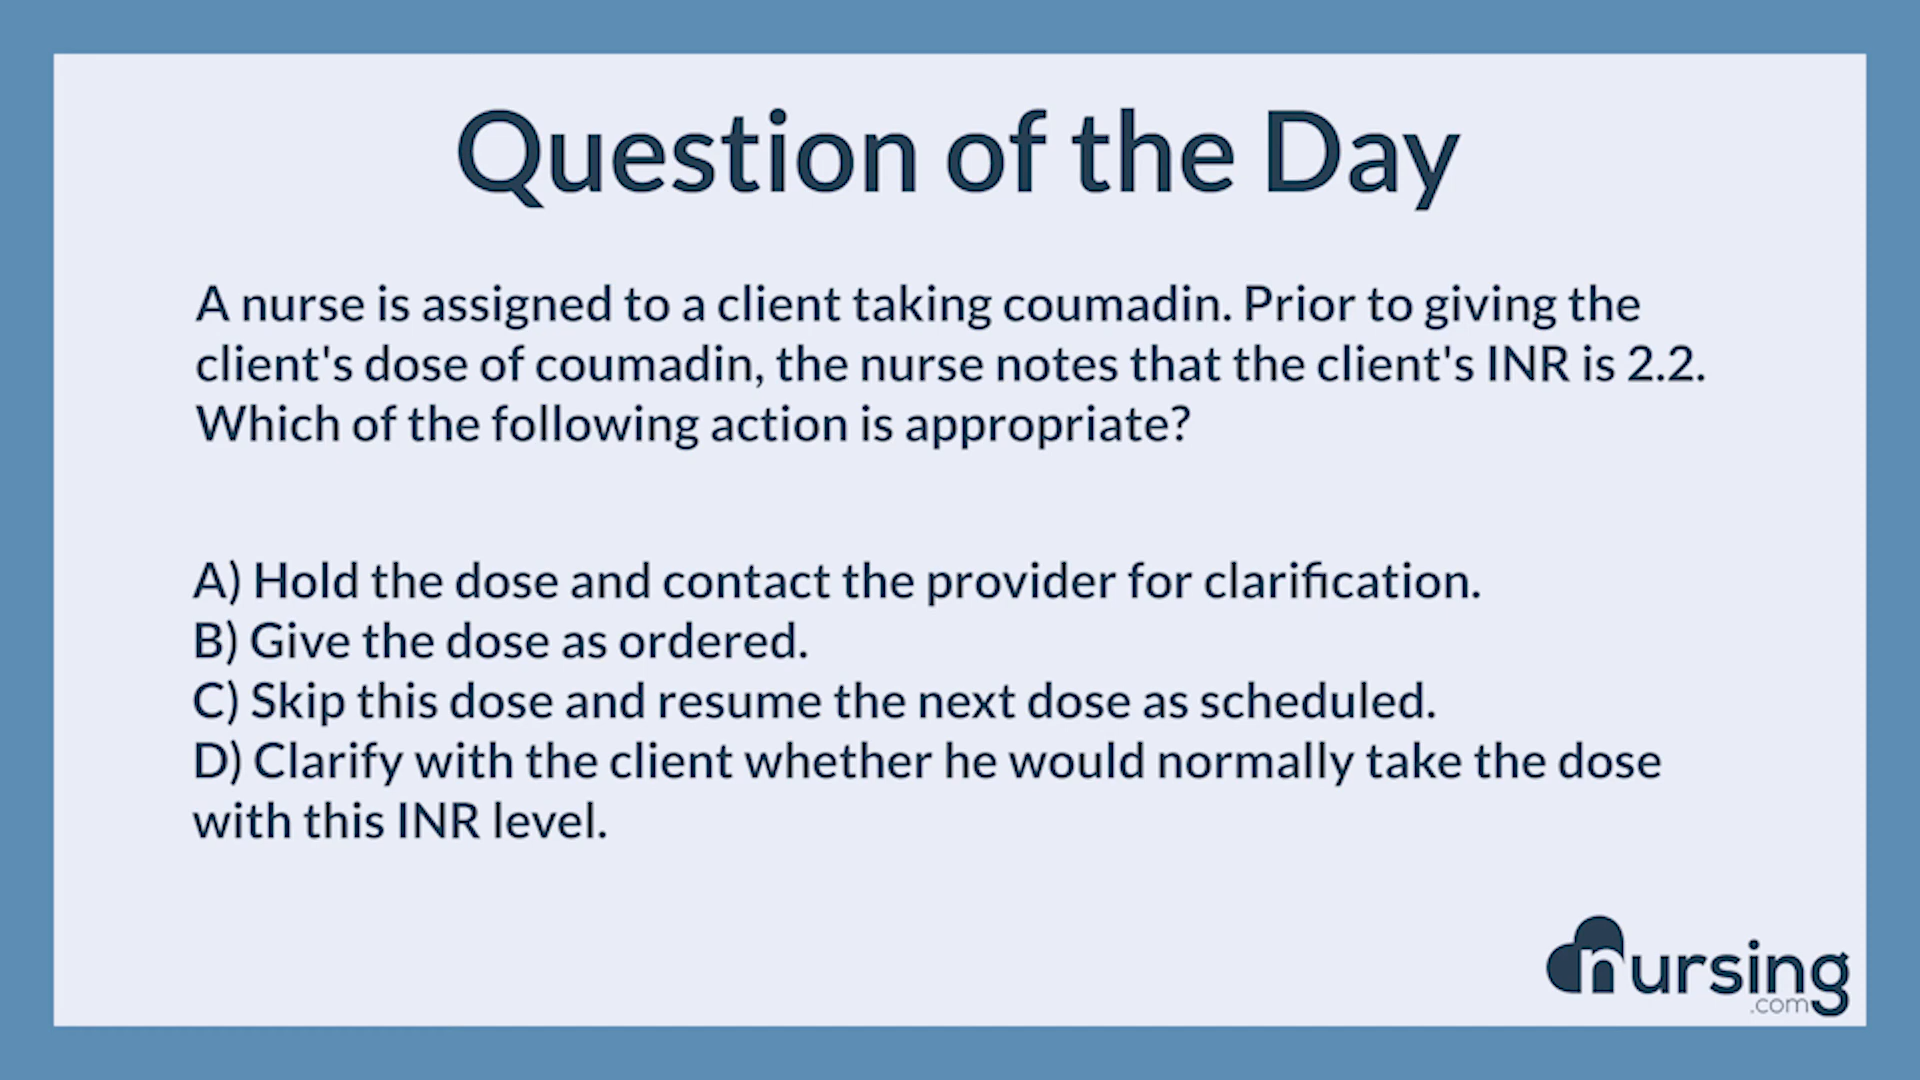 Question of the Day
A nurse is assigned to a client taking coumadin. Prior to giving the
client's dose of coumadin, the nurse notes that the client's INR is 2.2.
Which of the following action is appropriate?
A) Hold the dose and contact the provider for clarification.
B) Give the dose as ordered.
C) Skip this dose and resume the next dose as scheduled.
D) Clarify with the client whether he would normally take the dose
with this INR level.
nursing
.com